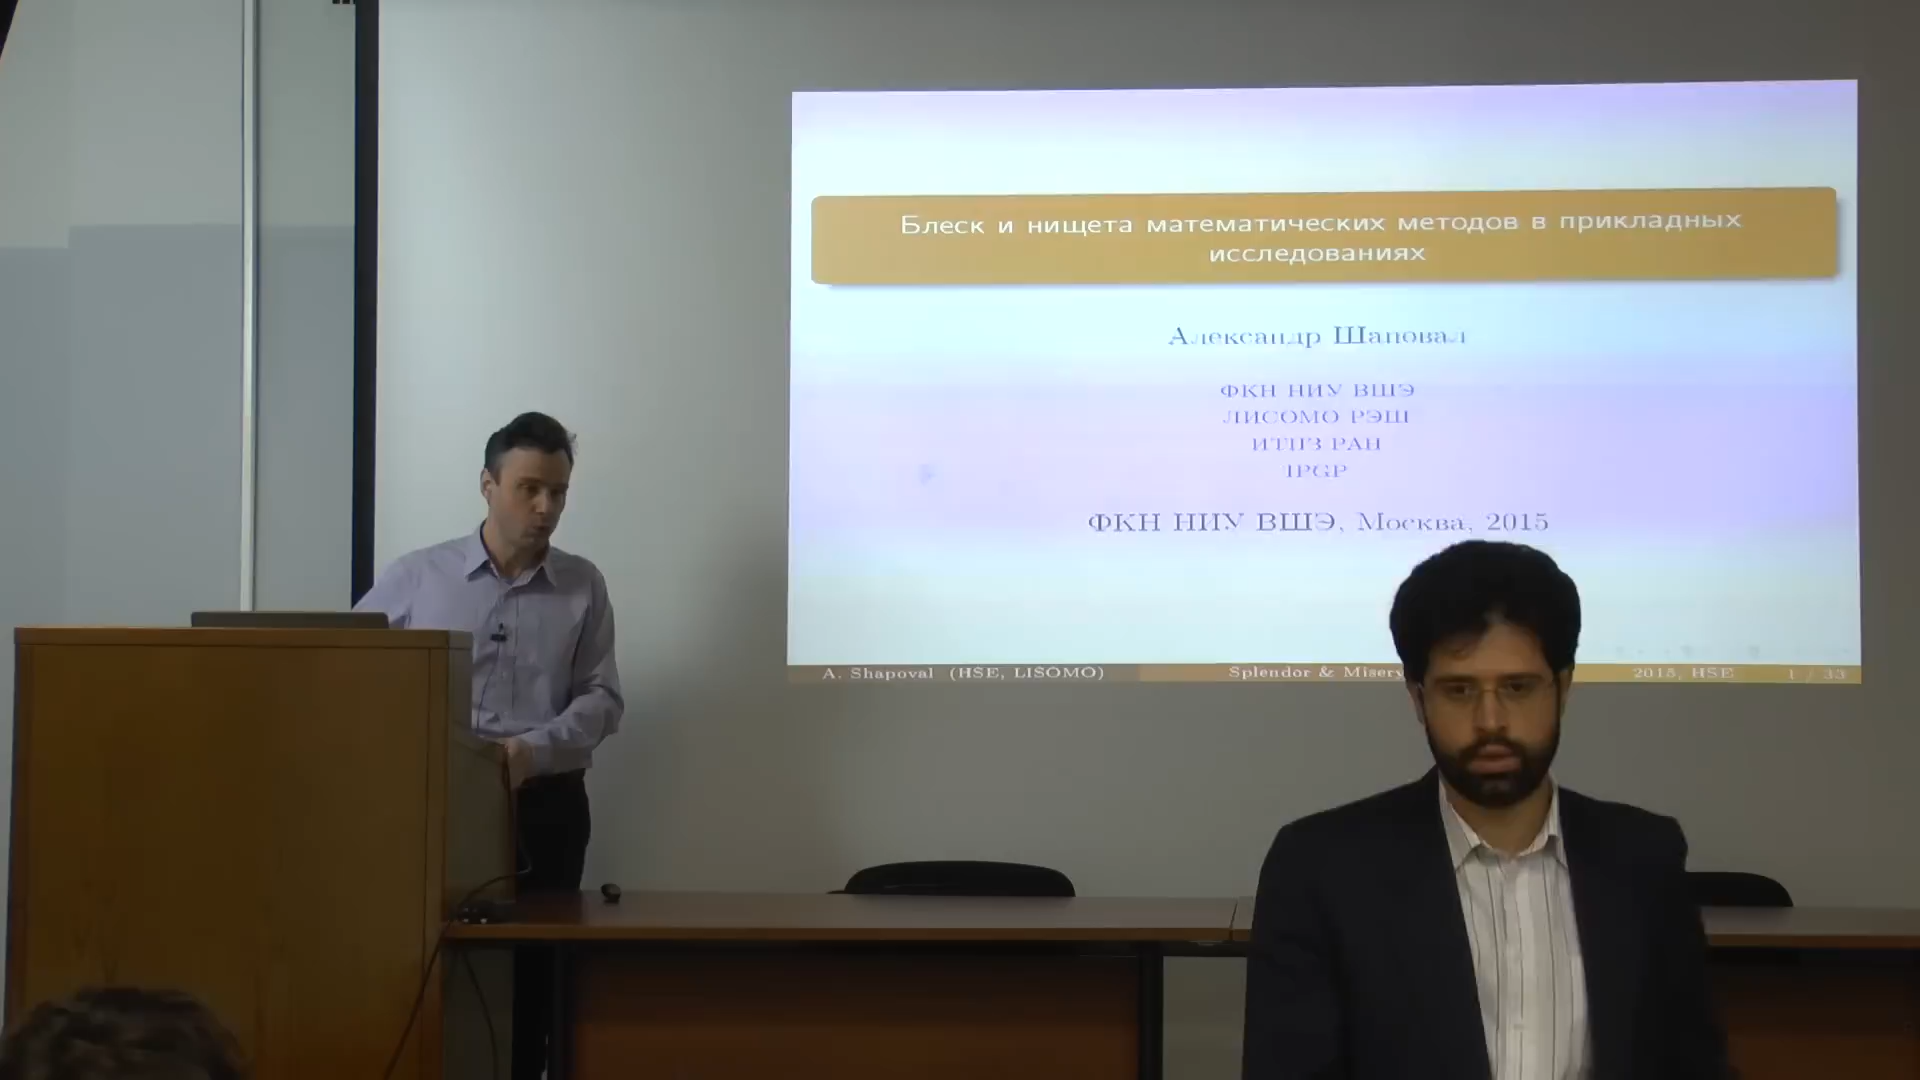 Блеск и нищета математических методов в прикладных
исследованиях
Александр Шаповал
ФКН НИУ ВШЭ
ЛИСОМО РЭШ
ИТПЗ РАН
IPGP
ФКН НИУ ВШЭ, Москва, 2015
A. Shapoval (HSE, LISOMO)
Splendor & Misery
2015, HSE
1 / 33